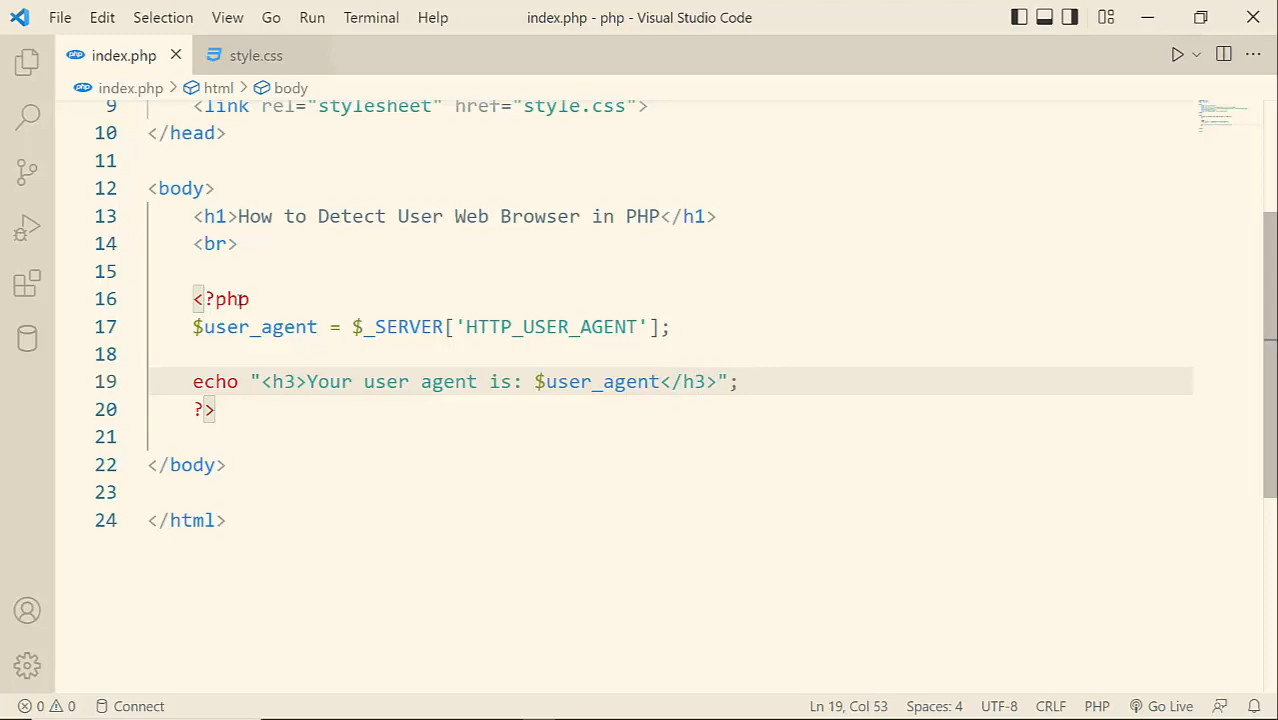 File Edit Selection View Go Run Terminal Help index.php - php - Visual Studio Code
php index.php style.css
php index.php > html > body
9 <link rel="stylesheet" href="style.css">
10 </head>
11
12 <body>
13 <h1>How to Detect User Web Browser in PHP</h1>
14 <br>
15
16 <?php
17 $user_agent = $_SERVER['HTTP_USER_AGENT'];
18
19 echo "<h3>Your user agent is: $user_agent</h3>";
20 ?>
21
22 </body>
23
24 </html>
0 0 Connect Ln 19, Col 53 Spaces: 4 UTF-8 CRLF PHP Go Live